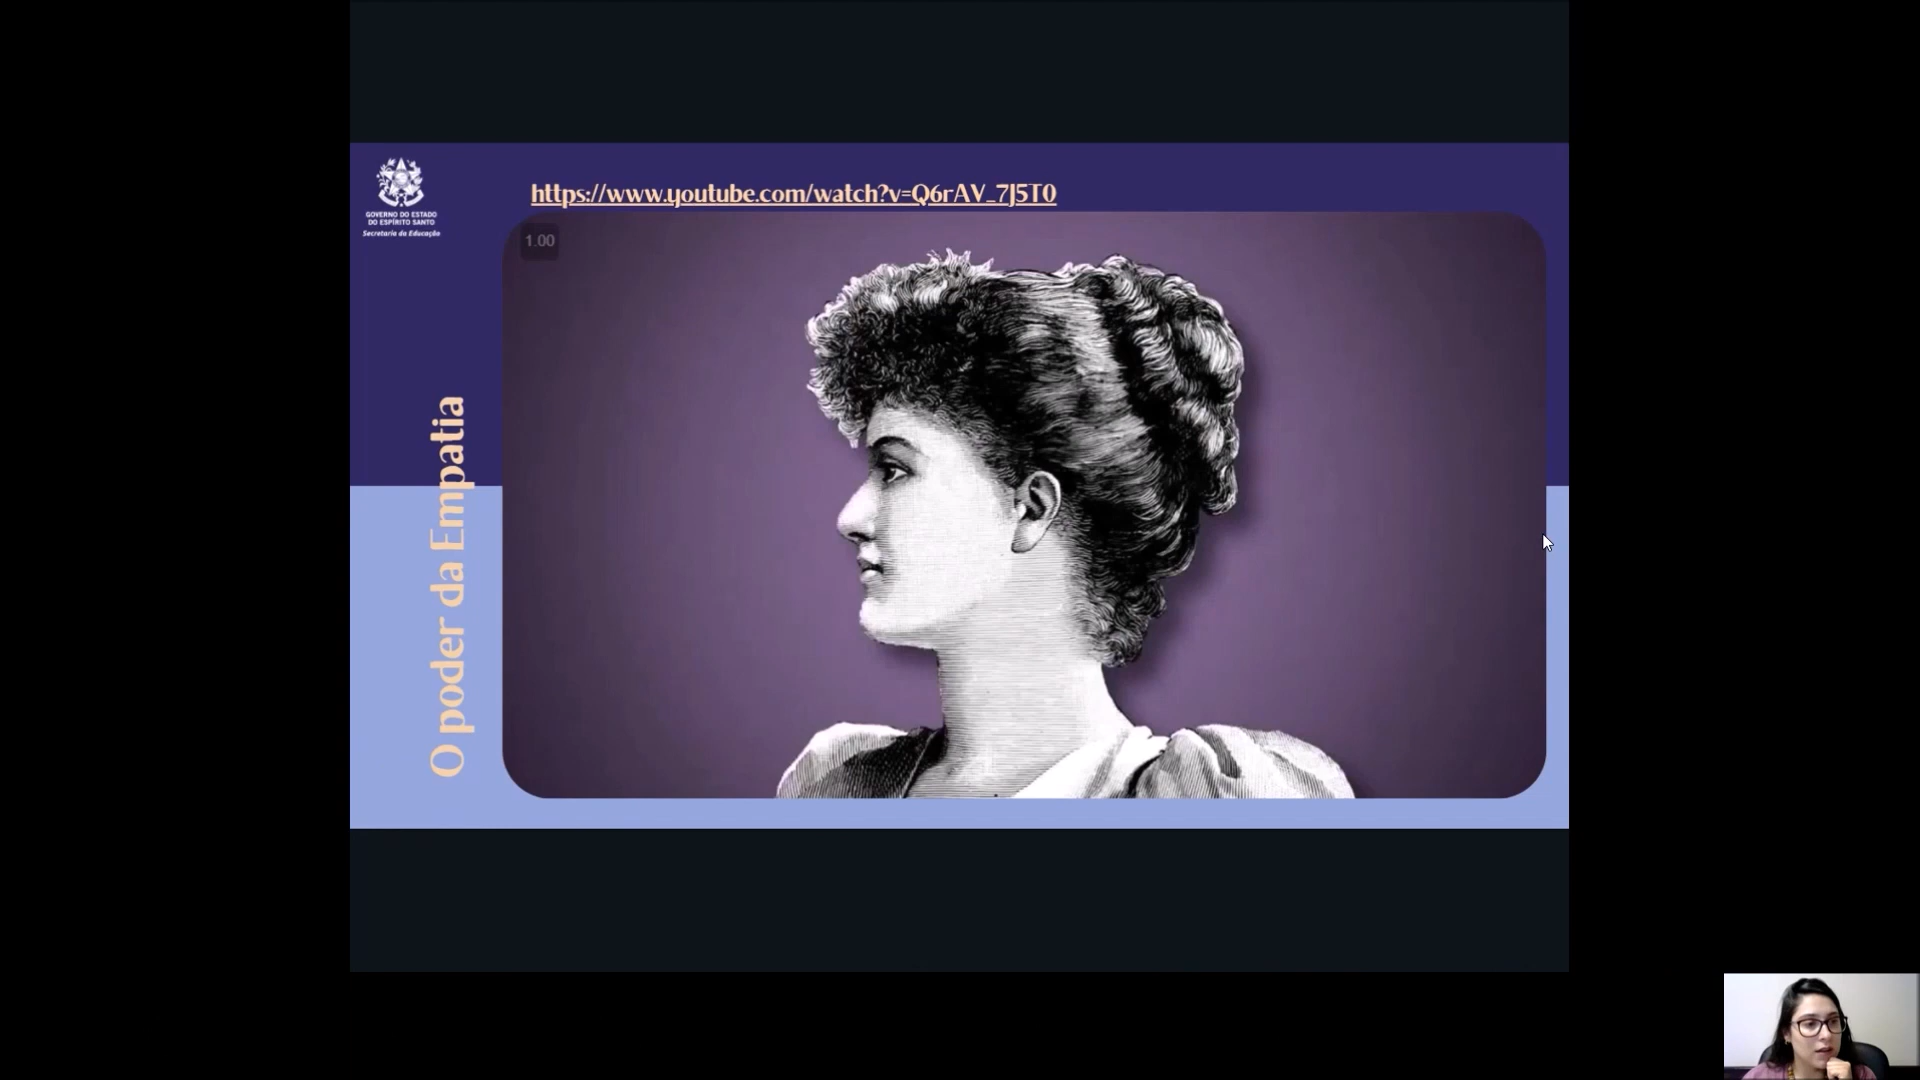 GOVERNO DO ESTADO
DO ESPÍRITO SANTO
Secretaria da Educação
https://www.youtube.com/watch?v=Q6rAV_7J5T0
1.00
O poder da Empatia